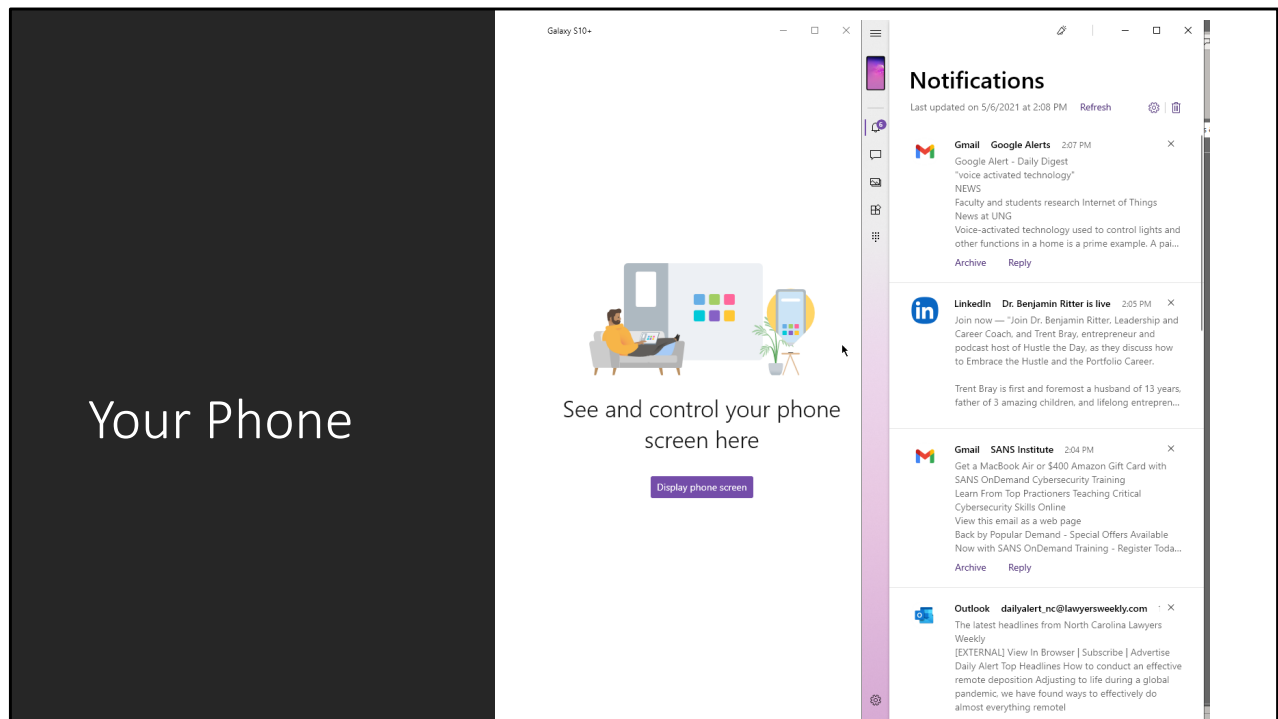 Your Phone
Galaxy S10+
See and control your phone
screen here
Display phone screen
6
Notifications
Last updated on 5/6/2021 at 2:08 PM Refresh
Gmail Google Alerts 2:07 PM
Google Alert - Daily Digest
"voice activated technology"
NEWS
Faculty and students research Internet of Things
News at UNG
Voice-activated technology used to control lights and
other functions in a home is a prime example. A pai...
Archive Reply
in
LinkedIn Dr. Benjamin Ritter is live 2:05 PM
Join now — "Join Dr. Benjamin Ritter, Leadership and
Career Coach, and Trent Bray, entrepreneur and
podcast host of Hustle the Day, as they discuss how
to Embrace the Hustle and the Portfolio Career.
Trent Bray is first and foremost a husband of 13 years,
father of 3 amazing children, and lifelong entrepren...
Gmail SANS Institute 2:04 PM
Get a MacBook Air or $400 Amazon Gift Card with
SANS OnDemand Cybersecurity Training
Learn From Top Practioners Teaching Critical
Cybersecurity Skills Online
View this email as a web page
Back by Popular Demand - Special Offers Available
Now with SANS OnDemand Training - Register Toda...
Archive Reply
Outlook dailyalert_nc@lawyersweekly.com
The latest headlines from North Carolina Lawyers
Weekly
[EXTERNAL] View In Browser | Subscribe | Advertise
Daily Alert Top Headlines How to conduct an effective
remote deposition Adjusting to life during a global
pandemic, we have found ways to effectively do
almost everything remotel